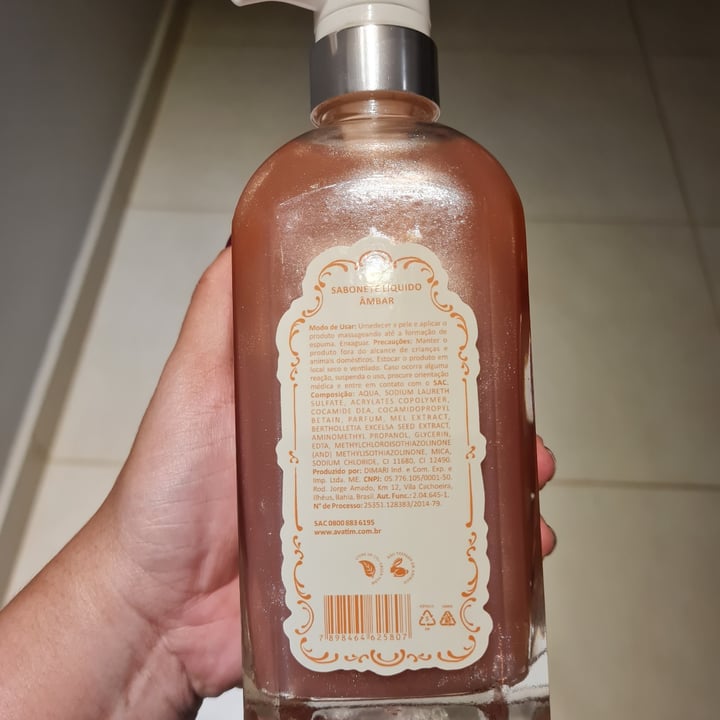 SABONETE LÍQUIDO
ÂMBAR
Modo de Usar: Umedecer a pele e aplicar o
produto massageando até a formação de
espuma. Enxaguar. Precauções: Manter o
produto fora do alcance de crianças e
animais domésticos. Estocar o produto em
local seco e ventilado. Caso ocorra alguma
reação, suspenda o uso, procure orientação
médica e entre em contato com o SAC.
Composição: AQUA, SODIUM LAURETH
SULFATE, ACRYLATES COPOLYMER,
COCAMIDE DEA, COCAMIDOPROPYL
BETAIN, PARFUM, MEL EXTRACT,
BERTHOLLETIA EXCELSA SEED EXTRACT,
AMINOMETHYL PROPANOL, GLYCERIN,
EDTA, METHYLCHLOROISOTHIAZOLINONE
(AND) METHYLISOTHIAZOLINONE, MICA,
SODIUM CHLORIDE, CI 11680, CI 12490.
Produzido por: DIMARI Ind. e Com. Exp. e
Imp. Ltda. ME. CNPJ: 05.776.105/0001-50.
Rod. Jorge Amado, Km 12, Vila Cachoeira,
Ilhéus, Bahia, Brasil. Aut. Func.: 2.04.645-1.
N° de Processo: 25351.128383/2014-79.
SAC 0800 883 6195
www.avatim.com.br
7 898464 625807